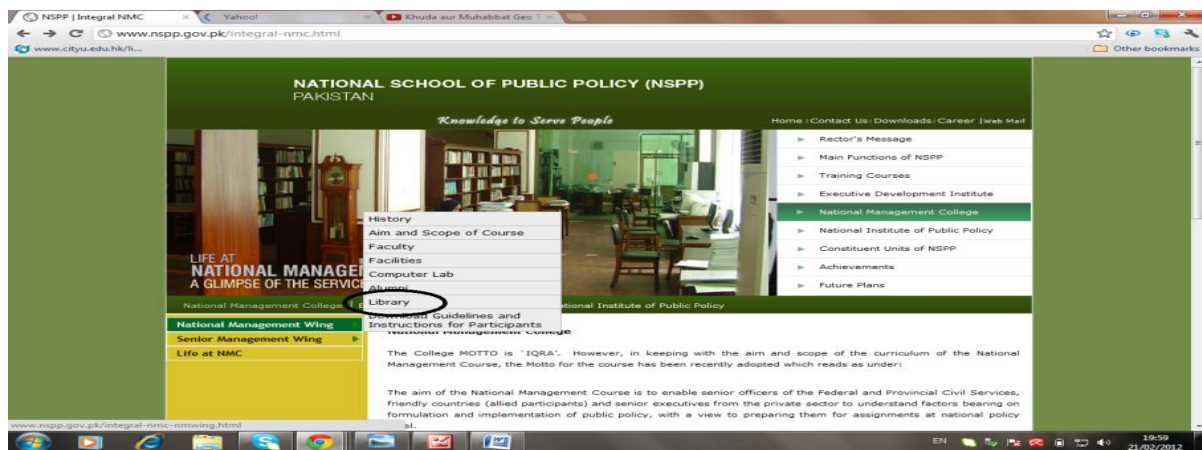 NSPP | Integral NMC
Yahoo!
Khuda aur Muhabbat Geo T
www.nspp.gov.pk/integral-nmc.html
www.cityu.edu.hk/li...
Other bookmarks
NATIONAL SCHOOL OF PUBLIC POLICY (NSPP)
PAKISTAN
Knowledge to Serve People
Home | Contact Us | Downloads | Career | Web Mail
Rector's Message
Main Functions of NSPP
Training Courses
Executive Development Institute
National Management College
National Institute of Public Policy
Constituent Units of NSPP
Achievements
Future Plans
LIFE AT
NATIONAL MANAGE
A GLIMPSE OF THE SERVICE
History
Aim and Scope of Course
Faculty
Facilities
Computer Lab
Alumni
Library
Download Guidelines and
Instructions for Participants
National Management College | E
ational Institute of Public Policy
National Management Wing
Senior Management Wing
Life at NMC
National Management College
The College MOTTO is `IQRA'. However, in keeping with the aim and scope of the curriculum of the National
Management Course, the Motto for the course has been recently adopted which reads as under:
The aim of the National Management Course is to enable senior officers of the Federal and Provincial Civil Services,
friendly countries (allied participants) and senior executives from the private sector to understand factors bearing on
formulation and implementation of public policy, with a view to preparing them for assignments at national policy
el.
www.nspp.gov.pk/integral-nmc-nmwing.html
EN
19:59
21/02/2012